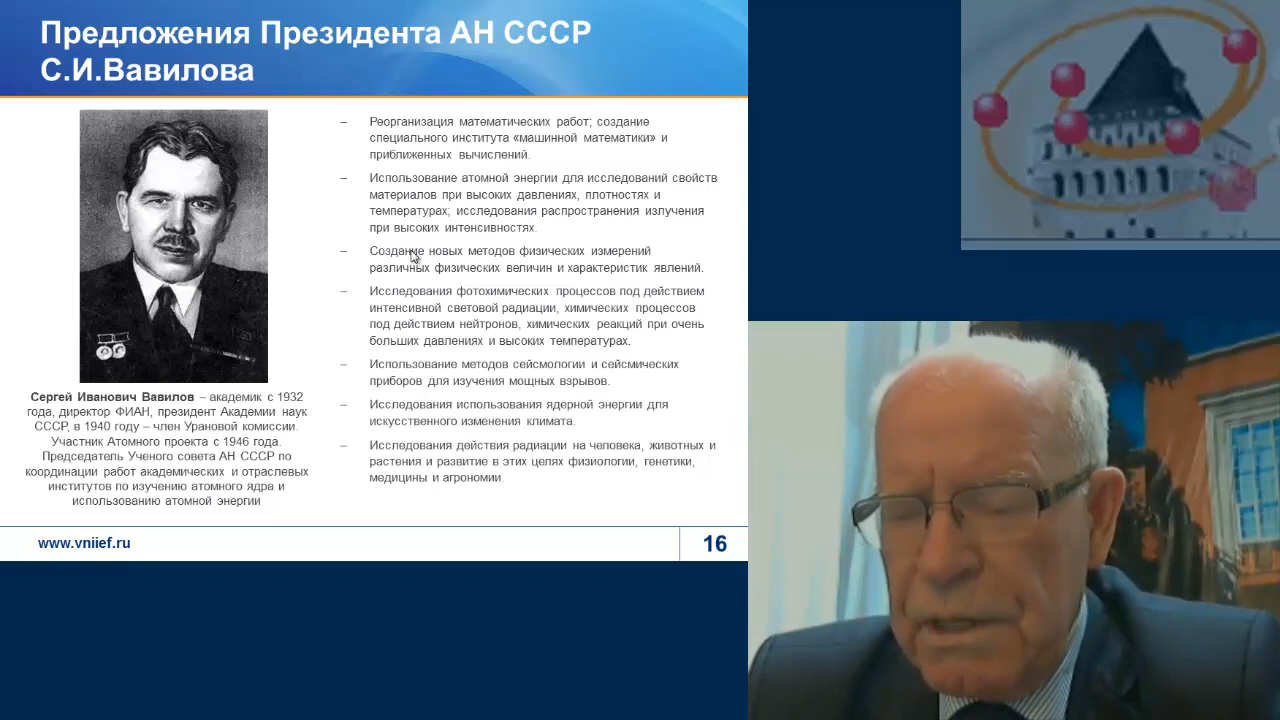 Предложения Президента АН СССР
С.И.Вавилова
– Реорганизация математических работ; создание
специального института «машинной математики» и
приближенных вычислений.
– Использование атомной энергии для исследований свойств
материалов при высоких давлениях, плотностях и
температурах; исследования распространения излучения
при высоких интенсивностях.
– Создание новых методов физических измерений
различных физических величин и характеристик явлений.
– Исследования фотохимических процессов под действием
интенсивной световой радиации, химических процессов
под действием нейтронов, химических реакций при очень
больших давлениях и высоких температурах.
– Использование методов сейсмологии и сейсмических
приборов для изучения мощных взрывов.
– Исследования использования ядерной энергии для
искусственного изменения климата.
– Исследования действия радиации на человека, животных и
растения и развитие в этих целях физиологии, генетики,
медицины и агрономии.
Сергей Иванович Вавилов – академик с 1932
года, директор ФИАН, президент Академии наук
СССР, в 1940 году – член Урановой комиссии.
Участник Атомного проекта с 1946 года.
Председатель Ученого совета АН СССР по
координации работ академических и отраслевых
институтов по изучению атомного ядра и
использованию атомной энергии
www.vniief.ru
16